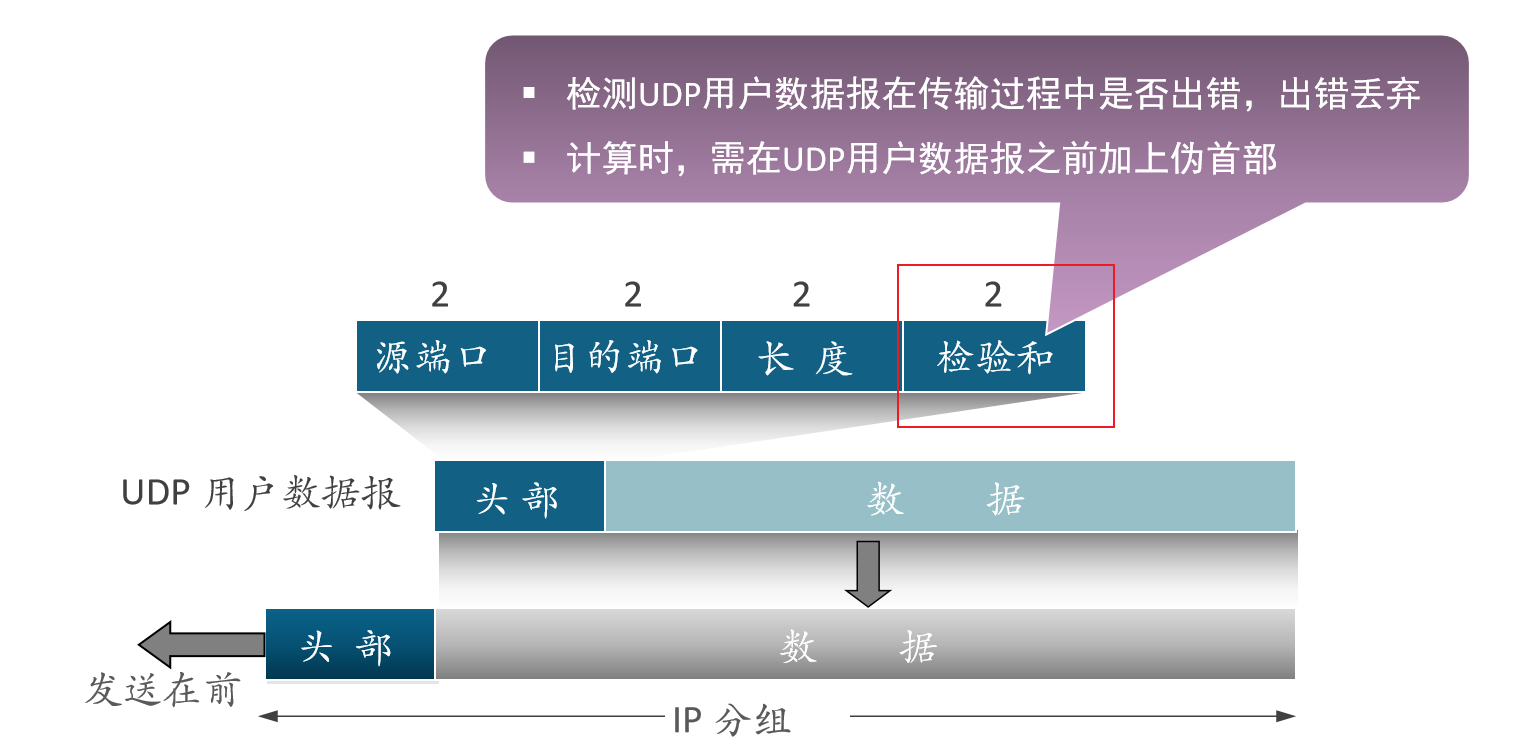 ▪ 检测UDP用户数据报在传输过程中是否出错，出错丢弃
▪ 计算时，需在UDP用户数据报之前加上伪首部
2 2 2 2
源端口 目的端口 长 度 检验和
UDP 用户数据报 头 部 数 据
头 部 数 据
发送在前
IP 分组